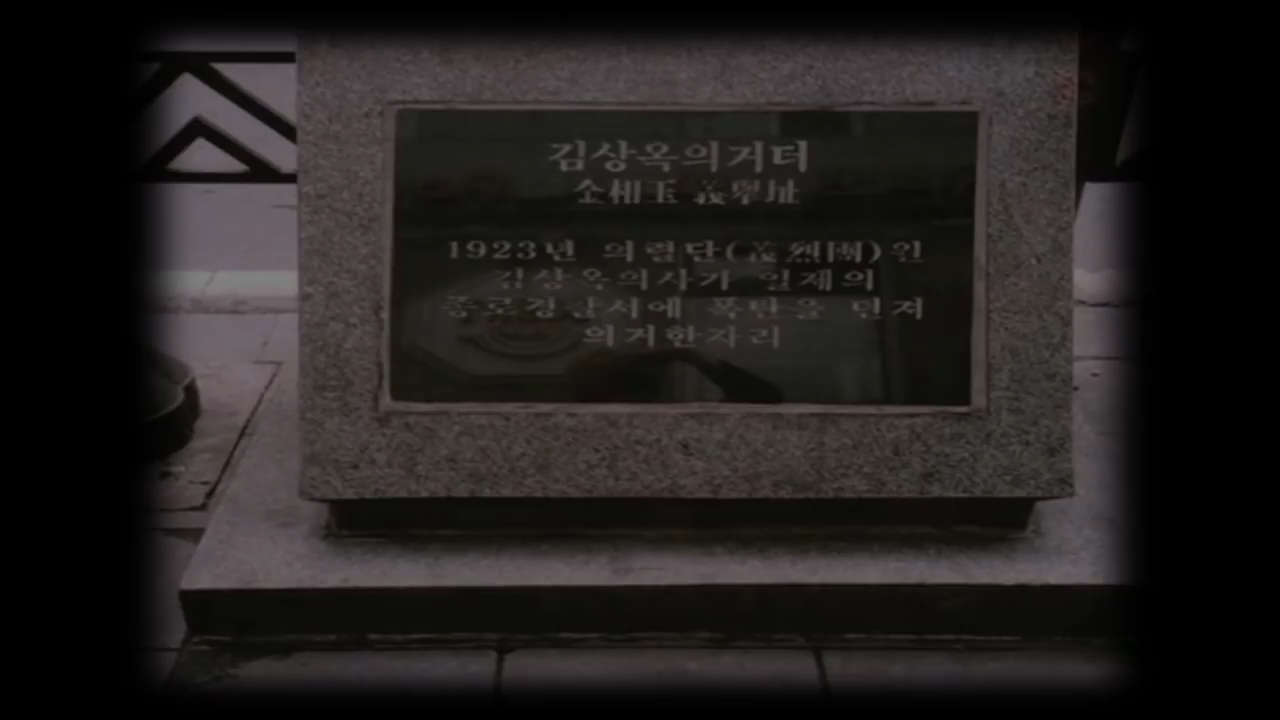 김상옥의거터
金相玉 義擧址
1923년 의렬단(義烈團)원
김상옥의사가 일제의
종로경찰서에 폭탄을 던져
의거한자리